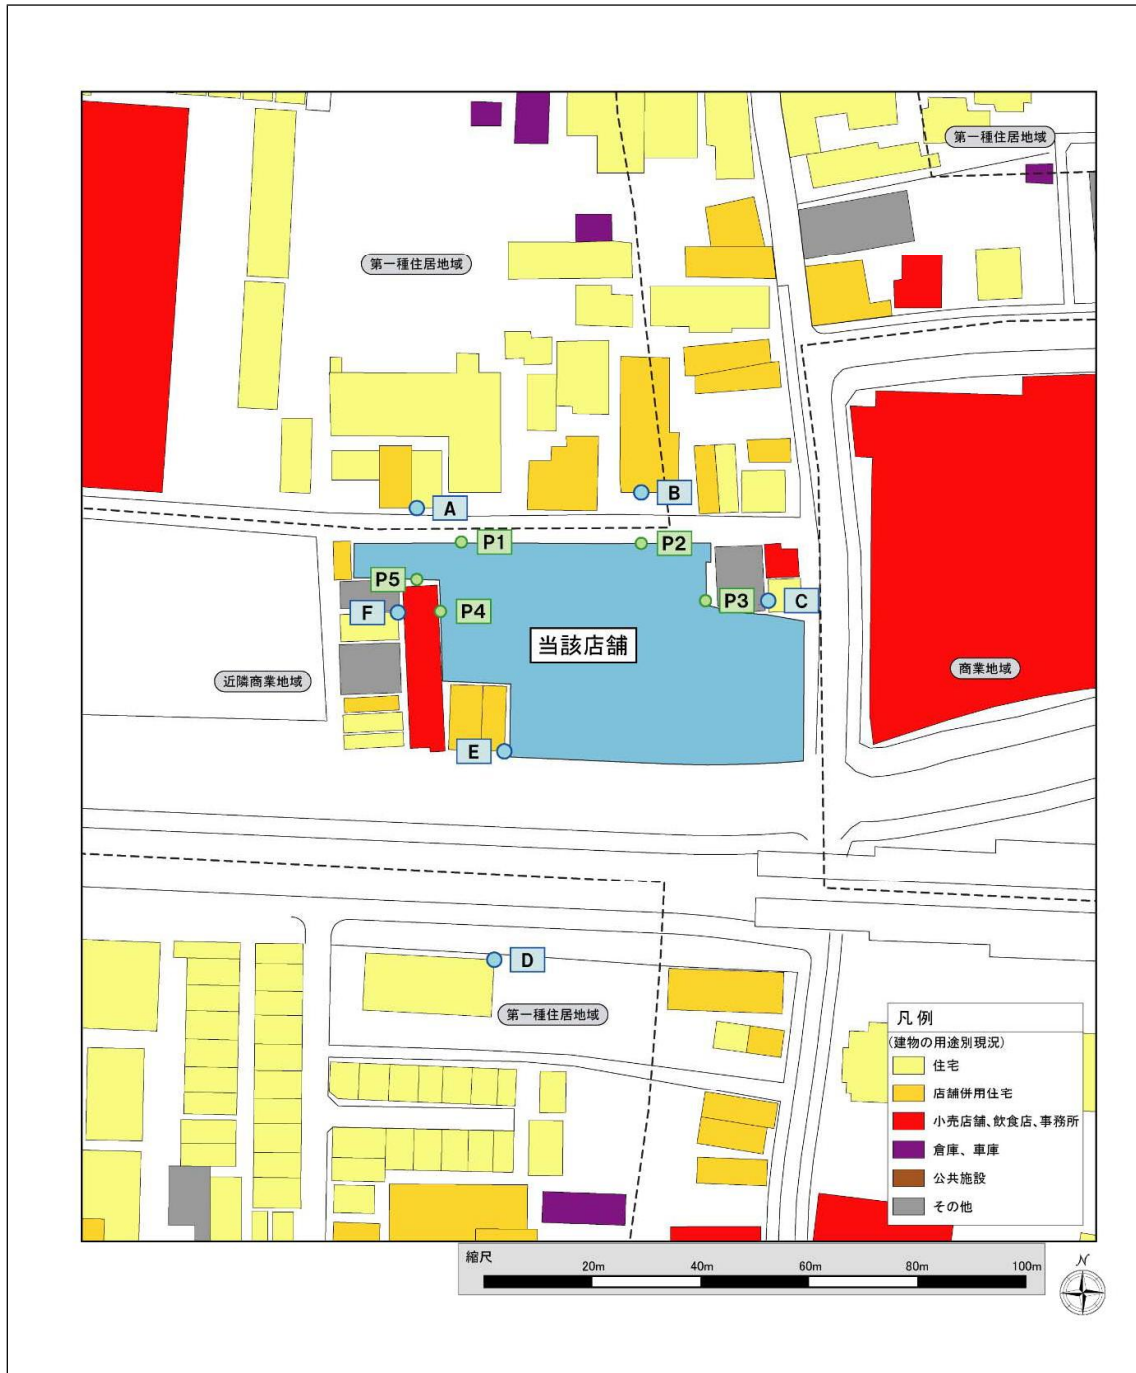 第一種住居地域
第一種住居地域
A
B
P1
P2
P5
F
P4
P3
C
当該店舗
近隣商業地域
商業地域
E
D
第一種住居地域
凡例
(建物の用途別現況)
住宅
店舗併用住宅
小売店舗、飲食店、事務所
倉庫、車庫
公共施設
その他
縮尺
20m 40m 60m 80m 100m
N